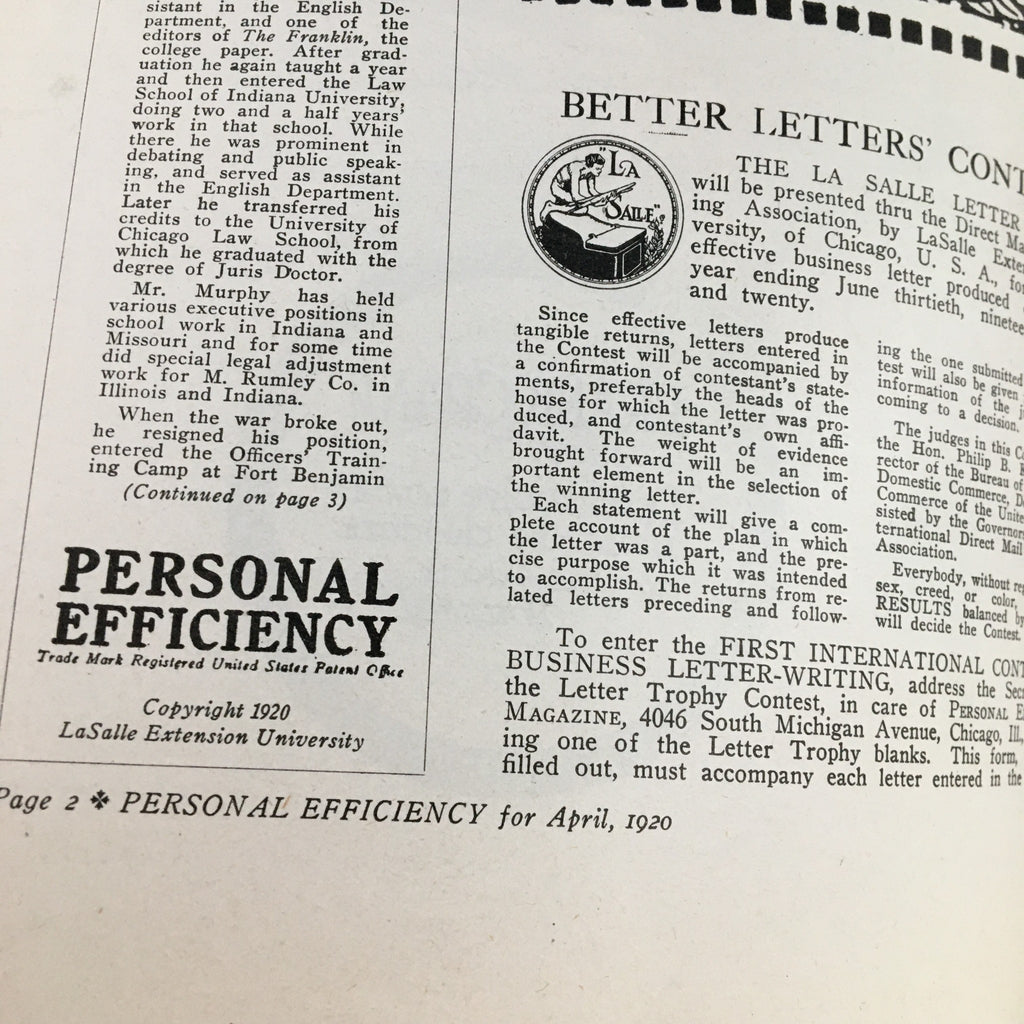 sistant in the English De-
partment, and one of the
editors of The Franklin, the
college paper. After grad-
uation he again taught a year
and then entered the Law
School of Indiana University,
doing two and a half years'
work in that school. While
there he was prominent in
debating and public speak-
ing, and served as assistant
in the English Department.
Later he transferred his
credits to the University of
Chicago Law School, from
which he graduated with the
degree of Juris Doctor.
Mr. Murphy has held
various executive positions in
school work in Indiana and
Missouri and for some time
did special legal adjustment
work for M. Rumley Co. in
Illinois and Indiana.
When the war broke out,
he resigned his position,
entered the Officers' Train-
ing Camp at Fort Benjamin
(Continued on page 3)
PERSONAL
EFFICIENCY
Trade Mark Registered United States Patent Office
Copyright 1920
LaSalle Extension University
BETTER LETTERS' CONT
"LA
SALLE"
THE LA SALLE LETTER
will be presented thru the Direct Ma
ing Association, by LaSalle Exte
versity, of Chicago, U. S. A., fo
effective business letter produced
year ending June thirtieth, ninetee
and twenty.
Since effective letters produce
tangible returns, letters entered in
the Contest will be accompanied by
a confirmation of contestant's state-
ments, preferably the heads of the
house for which the letter was pro-
duced, and contestant's own affi-
davit. The weight of evidence
brought forward will be an im-
portant element in the selection of
the winning letter.
Each statement will give a com-
plete account of the plan in which
the letter was a part, and the pre-
cise purpose which it was intended
to accomplish. The returns from re-
lated letters preceding and follow-
ing the one submitted
test will also be given
information of the j
coming to a decision.
The judges in this C
the Hon. Philip B. K
rector of the Bureau of
Domestic Commerce, D
Commerce of the Unite
sisted by the Governor
ternational Direct Mail
Association.
Everybody, without re
sex, creed, or color,
RESULTS balanced by
will decide the Contest.
To enter the FIRST INTERNATIONAL CONT
BUSINESS LETTER-WRITING, address the Sec
the Letter Trophy Contest, in care of PERSONAL E
MAGAZINE, 4046 South Michigan Avenue, Chicago, Ill.,
ing one of the Letter Trophy blanks. This form,
filled out, must accompany each letter entered in the
Page 2 ❖ PERSONAL EFFICIENCY for April, 1920